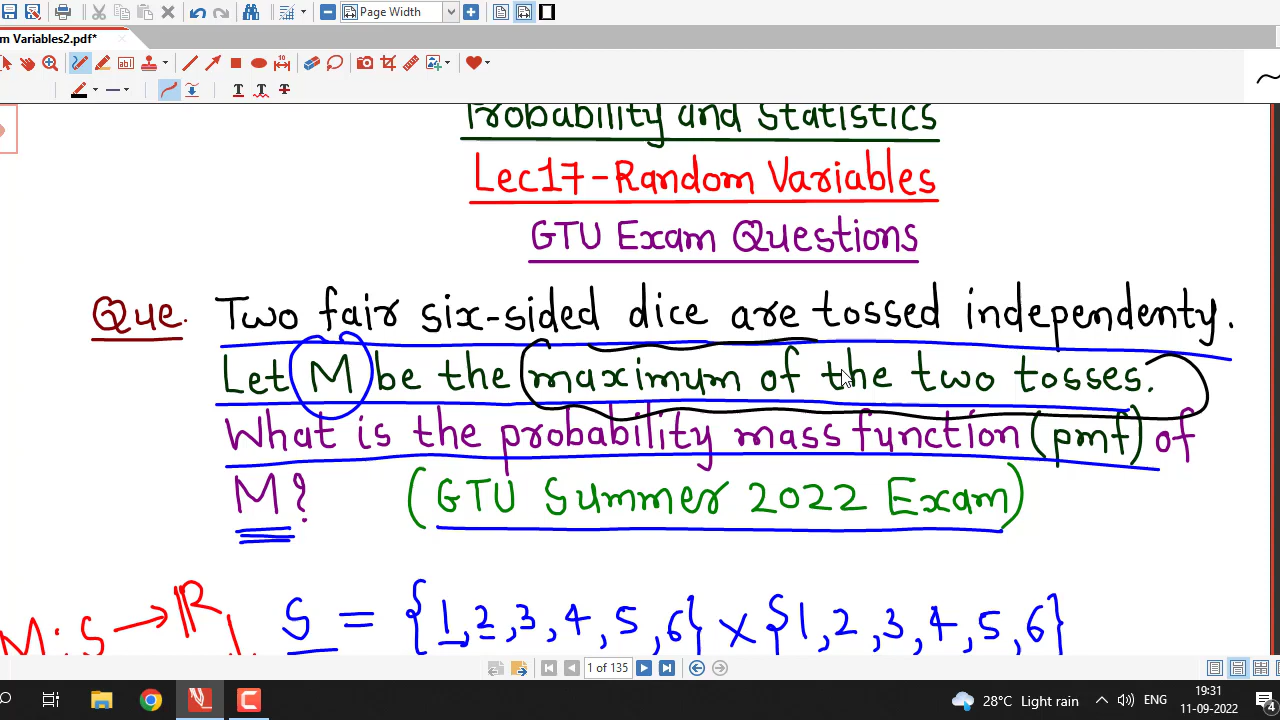 Page Width
m Variables2.pdf*
Probability and Statistics
Lec17-Random Variables
GTU Exam Questions
Que. Two fair six-sided dice are tossed independenty.
Let M be the maximum of the two tosses.
What is the probability mass function (pmf) of
M? (GTU Summer 2022 Exam)
M: S → ℝ
S = {1,2,3,4,5,6} × {1,2,3,4,5,6}
1 of 135
28°C Light rain
ENG
19:31
11-09-2022
4